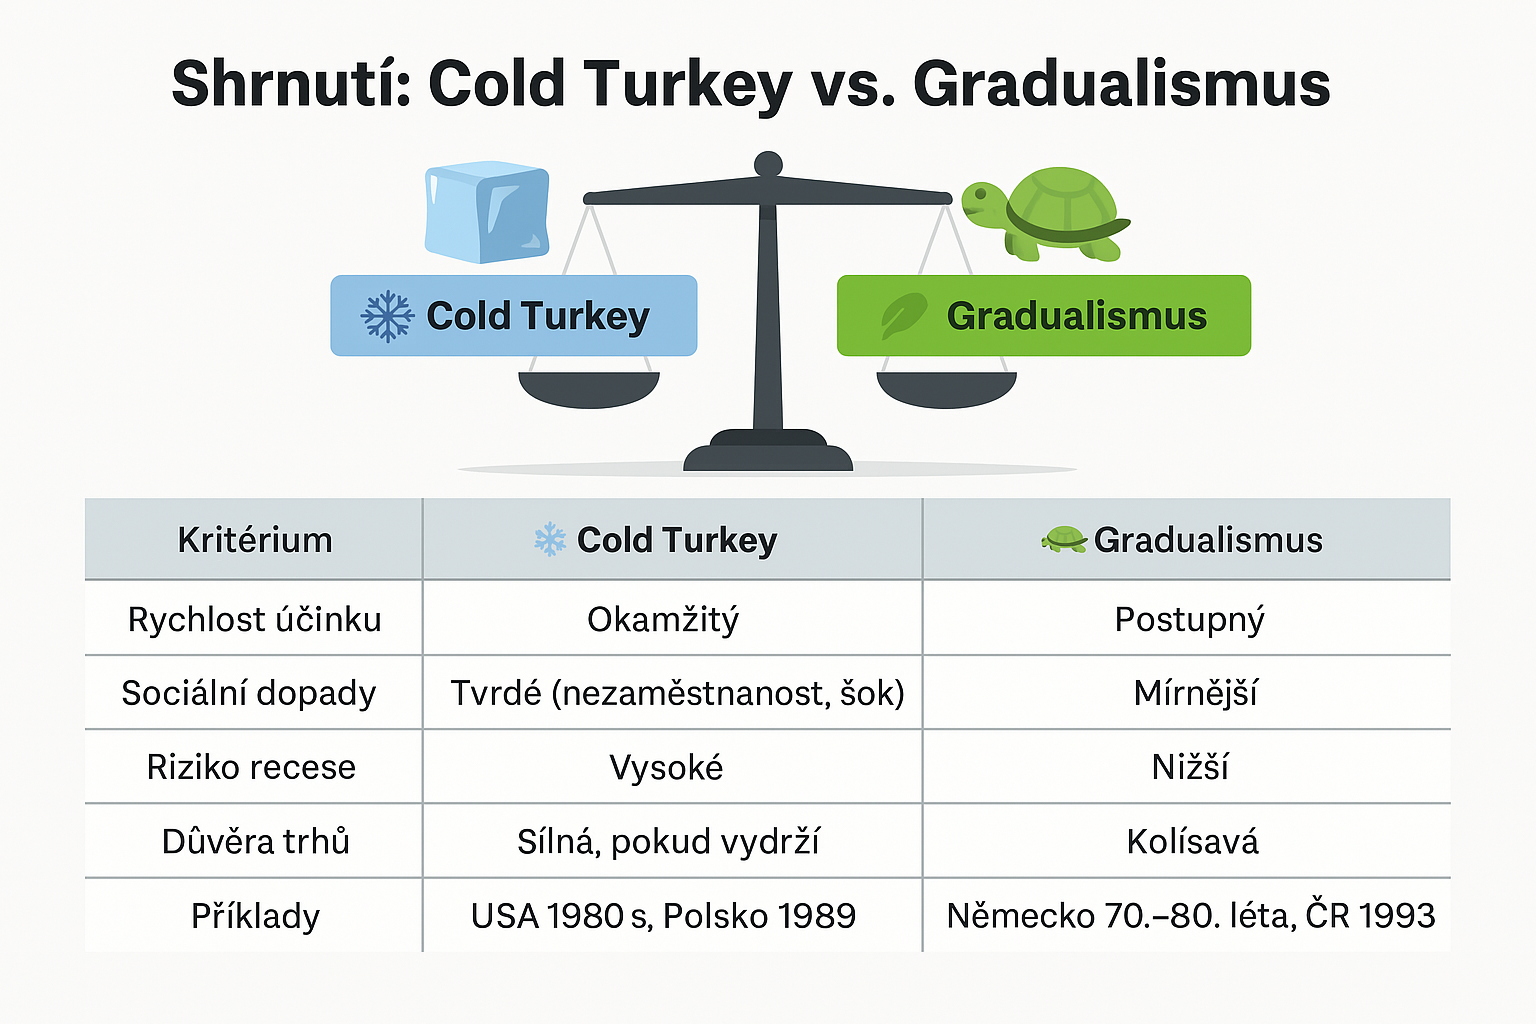 Shrnutí: Cold Turkey vs. Gradualismus
Cold Turkey
Gradualismus
Kritérium Cold Turkey Gradualismus
Rychlost účinku Okamžitý Postupný
Sociální dopady Tvrdé (nezaměstnanost, šok) Mírnější
Riziko recese Vysoké Nižší
Dûvěra trhů Sílná, pokud vydrží Kolísavá
Příklady USA 1980 s, Polsko 1989 Německo 70.–80. léta, ČR 1993